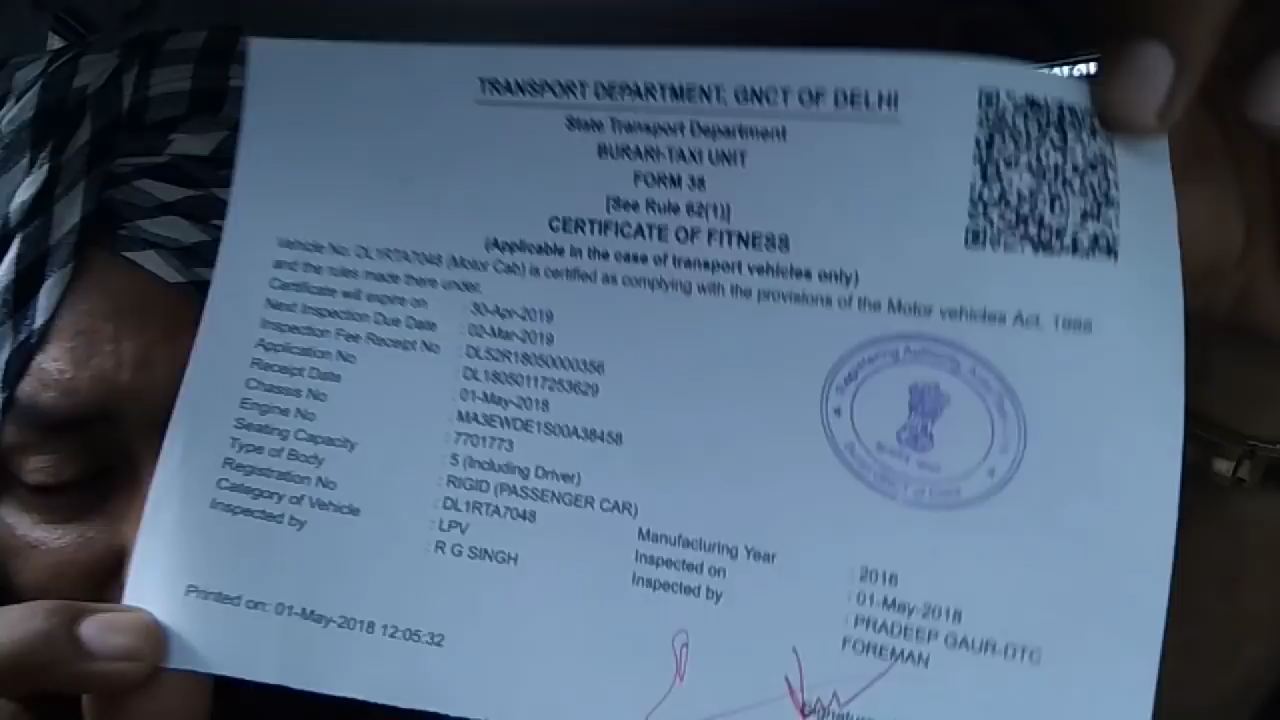 TRANSPORT DEPARTMENT, GNCT OF DELHI
State Transport Department
BURARI-TAXI UNIT
FORM 38
[See Rule 62(1)]
CERTIFICATE OF FITNESS
(Applicable in the case of transport vehicles only)
Vehicle No. DL1RTA7048 (Motor Cab) is certified as complying with the provisions of the Motor vehicles Act, 1988
and the rules made there under.
Certificate will expire on : 30-Apr-2019
Next Inspection Due Date : 02-Mar-2019
Inspection Fee Receipt No : DL52R18050000356
Application No : DL18050117253629
Receipt Date : 01-May-2018
Chassis No : MA3EWDE1S00A38458
Engine No : 7701773
Seating Capacity : 5 (Including Driver)
Type of Body : RIGID (PASSENGER CAR)
Registration No : DL1RTA7048
Category of Vehicle : LPV
Inspected by : R G SINGH
Manufacturing Year : 2016
Inspected on : 01-May-2018
Inspected by : PRADEEP GAUR-DTC
FOREMAN
Printed on: 01-May-2018 12:05:32
Registering Authority,